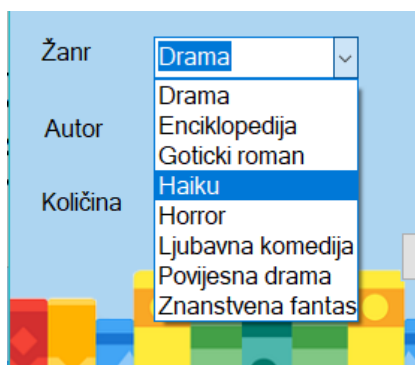 Žanr
Drama
Drama
Enciklopedija
Autor
Goticki roman
Haiku
Količina
Horror
Ljubavna komedija
Povijesna drama
Znanstvena fantas